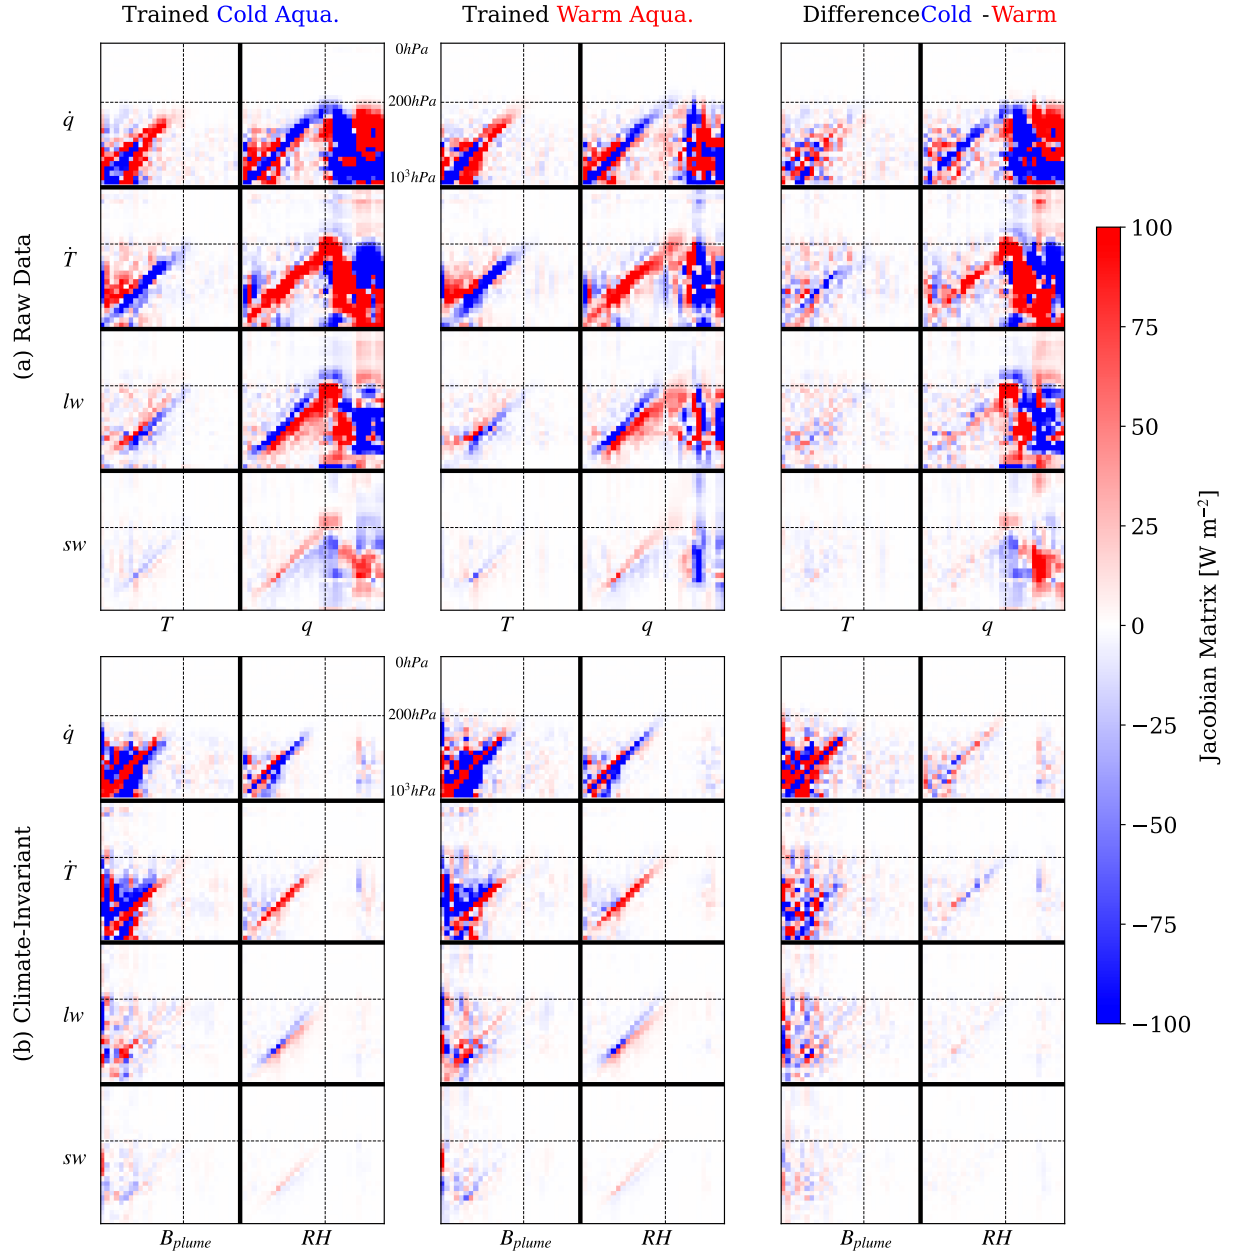 Trained Cold Aqua.
Trained Warm Aqua.
DifferenceCold -Warm
(a) Raw Data
q̇
Ṫ
lw
sw
0hPa
200hPa
10³hPa
T q
T q
T q
(b) Climate-Invariant
q̇
Ṫ
lw
sw
0hPa
200hPa
10³hPa
B_plume RH
B_plume RH
B_plume RH
100
75
50
25
0
−25
−50
−75
−100
Jacobian Matrix [W m⁻²]